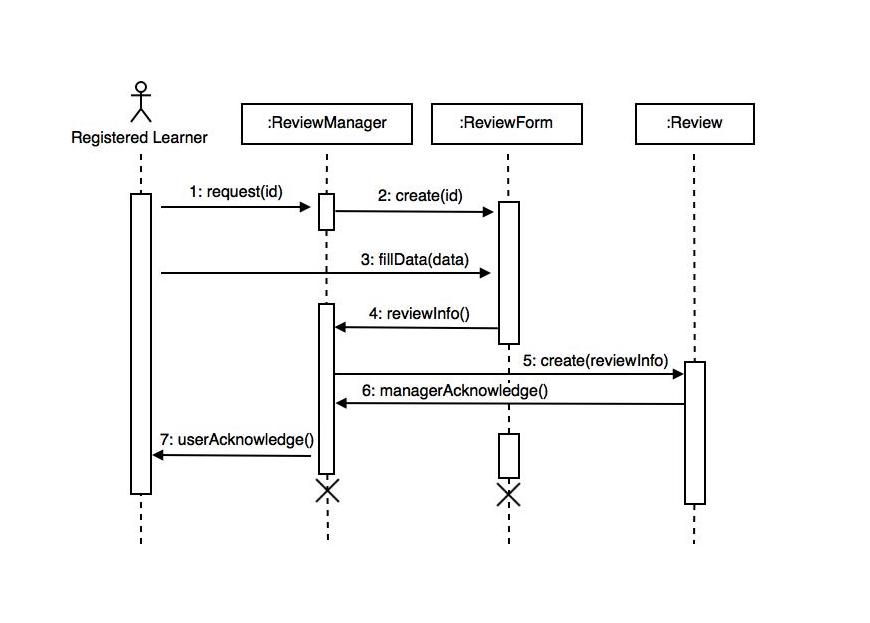 Registered Learner
:ReviewManager
:ReviewForm
:Review
1: request(id)
2: create(id)
3: fillData(data)
4: reviewInfo()
5: create(reviewInfo)
6: managerAcknowledge()
7: userAcknowledge()